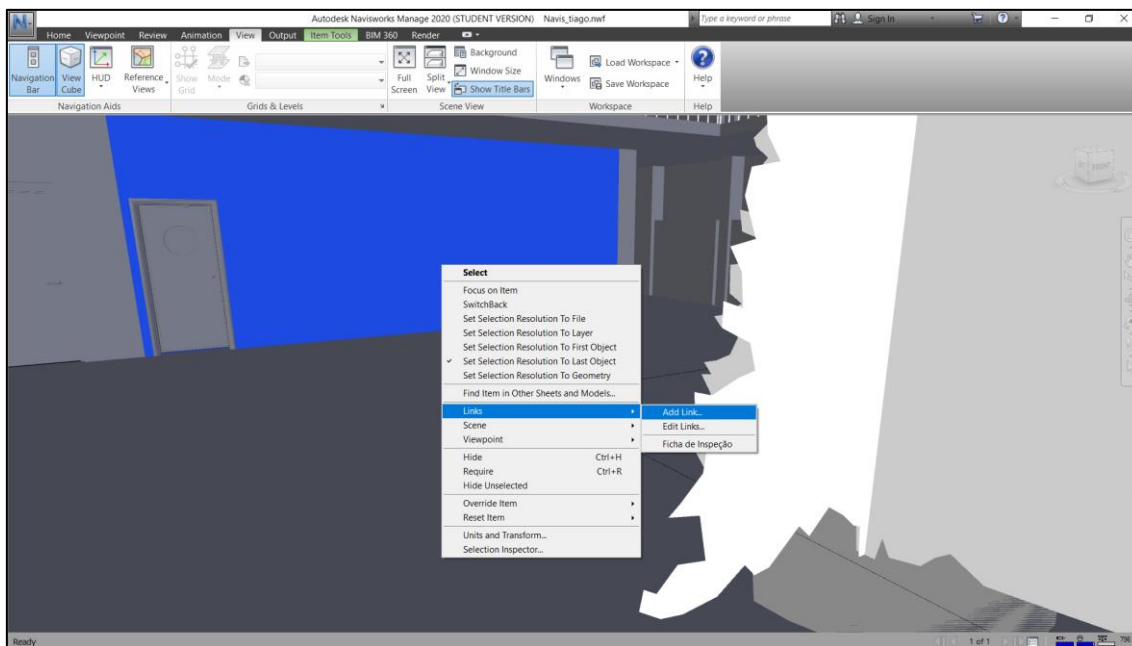 Autodesk Navisworks Manage 2020 (STUDENT VERSION) Navis_tiago.nwf
Type a keyword or phrase
Sign In
Home Viewpoint Review Animation View Output Item Tools BIM 360 Render
Navigation Bar
View Cube
HUD
Reference Views
Navigation Aids
Show Grid
Mode
Grids & Levels
Full Screen
Split View
Background
Window Size
Show Title Bars
Scene View
Windows
Load Workspace
Save Workspace
Workspace
Help
Help
FRONT
Select
Focus on Item
SwitchBack
Set Selection Resolution To File
Set Selection Resolution To Layer
Set Selection Resolution To First Object
Set Selection Resolution To Last Object
Set Selection Resolution To Geometry
Find Item in Other Sheets and Models...
Links
Add Link...
Scene
Edit Links...
Viewpoint
Ficha de Inspeção
Hide Ctrl+H
Require Ctrl+R
Hide Unselected
Override Item
Reset Item
Units and Transform...
Selection Inspector...
Ready
1 of 1